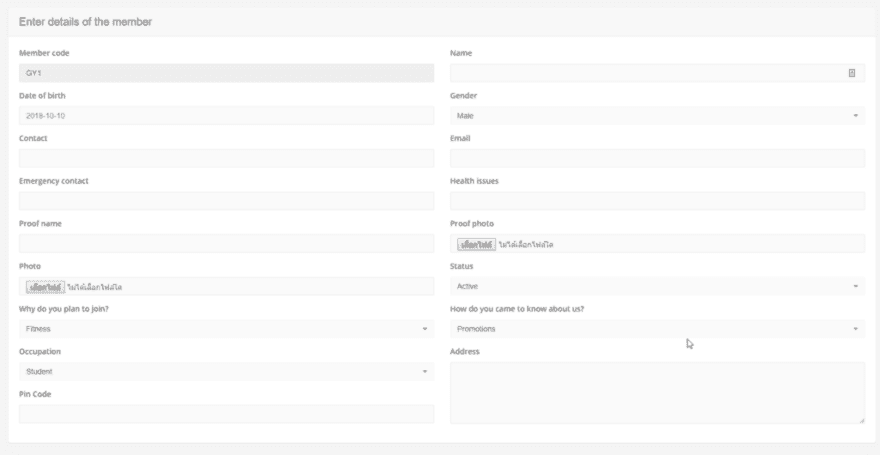 Enter details of the member
Member code
Name
GY1
Date of birth
Gender
2018-10-10
Male
Contact
Email
Emergency contact
Health issues
Proof name
Proof photo
เลือกไฟล์ ไม่ได้เลือกไฟล์ใด
Photo
Status
เลือกไฟล์ ไม่ได้เลือกไฟล์ใด
Active
Why do you plan to join?
How do you came to know about us?
Fitness
Promotions
Occupation
Address
Student
Pin Code